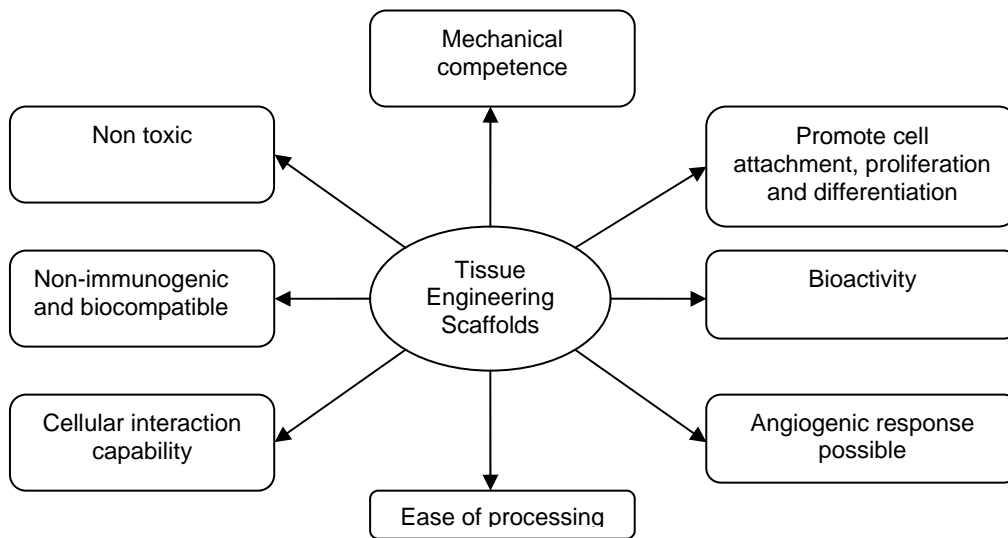 Mechanical
competence
Non toxic
Promote cell
attachment, proliferation
and differentiation
Non-immunogenic
and biocompatible
Tissue
Engineering
Scaffolds
Bioactivity
Cellular interaction
capability
Angiogenic response
possible
Ease of processing